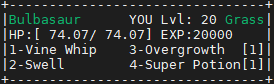 Bulbasaur YOU Lvl: 20 Grass
HP:[ 74.07/ 74.07] EXP:20000
1-Vine Whip 3-Overgrowth [1]
2-Swell 4-Super Potion[1]